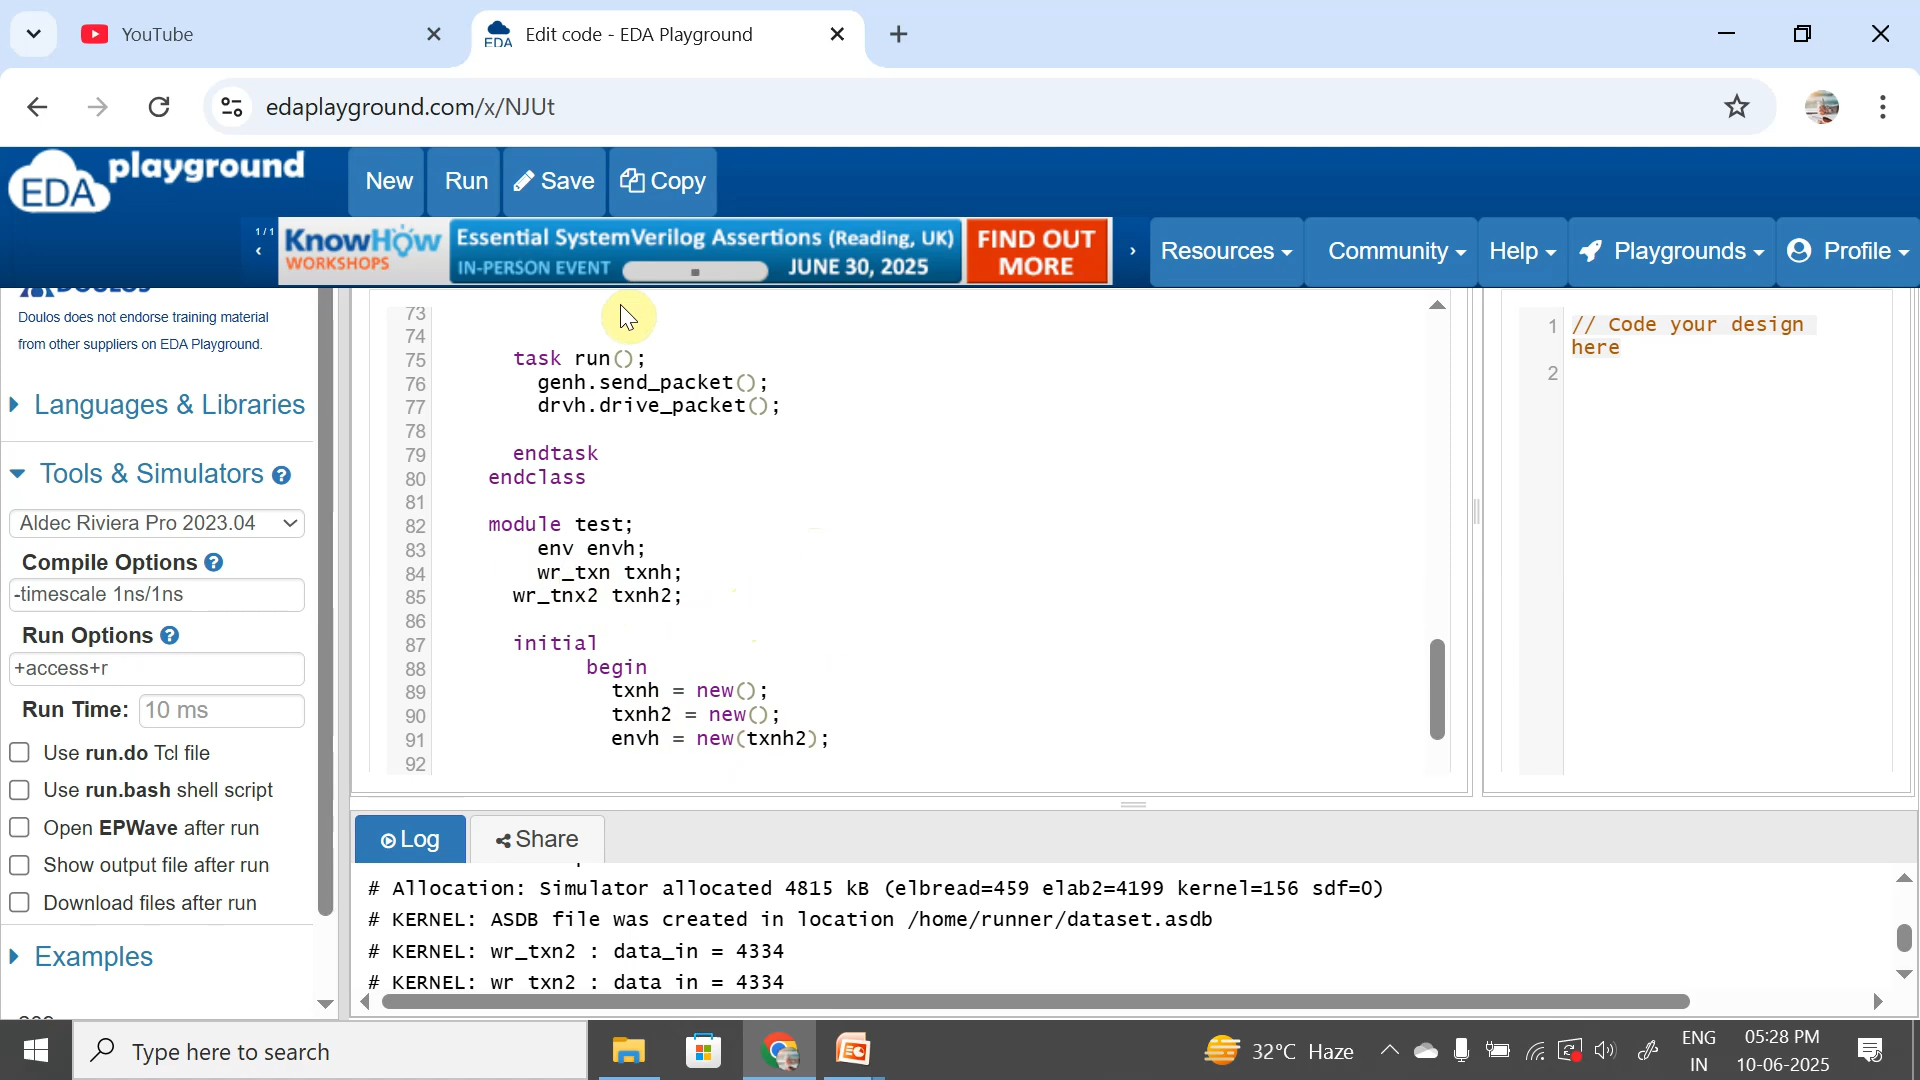 YouTube
Edit code - EDA Playground
edaplayground.com/x/NJUt
EDA playground
New
Run
Save
Copy
1/1
KnowHow WORKSHOPS
Essential SystemVerilog Assertions (Reading, UK)
IN-PERSON EVENT
JUNE 30, 2025
FIND OUT MORE
Resources
Community
Help
Playgrounds
Profile
Doulos does not endorse training material
from other suppliers on EDA Playground.
Languages & Libraries
Tools & Simulators
Aldec Riviera Pro 2023.04
Compile Options
-timescale 1ns/1ns
Run Options
+access+r
Run Time: 10 ms
Use run.do Tcl file
Use run.bash shell script
Open EPWave after run
Show output file after run
Download files after run
Examples
73
74
75 task run();
76 genh.send_packet();
77 drvh.drive_packet();
78
79 endtask
80 endclass
81
82 module test;
83 env envh;
84 wr_txn txnh;
85 wr_tnx2 txnh2;
86
87 initial
88 begin
89 txnh = new();
90 txnh2 = new();
91 envh = new(txnh2);
92
1 // Code your design
here
2
Log
Share
# Allocation: Simulator allocated 4815 kB (elbread=459 elab2=4199 kernel=156 sdf=0)
# KERNEL: ASDB file was created in location /home/runner/dataset.asdb
# KERNEL: wr_txn2 : data_in = 4334
# KERNEL: wr txn2 : data in = 4334
Type here to search
32°C Haze
ENG
IN
05:28 PM
10-06-2025